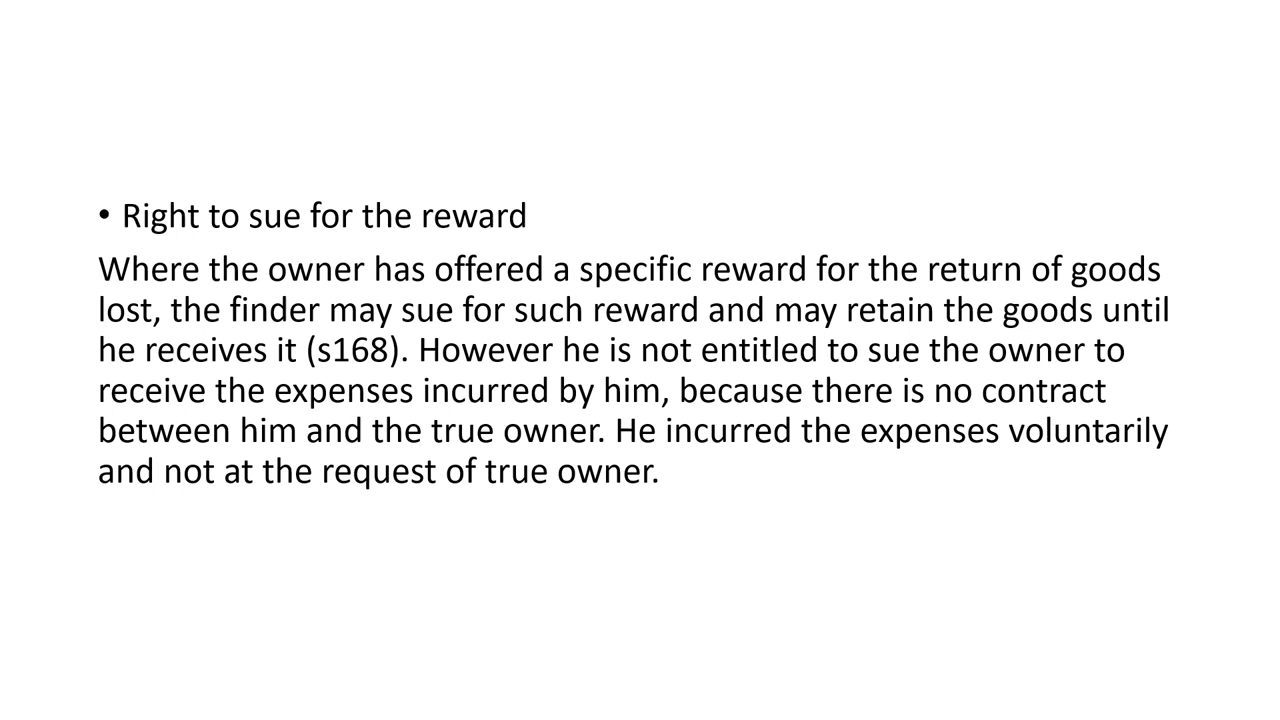 • Right to sue for the reward
Where the owner has offered a specific reward for the return of goods
lost, the finder may sue for such reward and may retain the goods until
he receives it (s168). However he is not entitled to sue the owner to
receive the expenses incurred by him, because there is no contract
between him and the true owner. He incurred the expenses voluntarily
and not at the request of true owner.